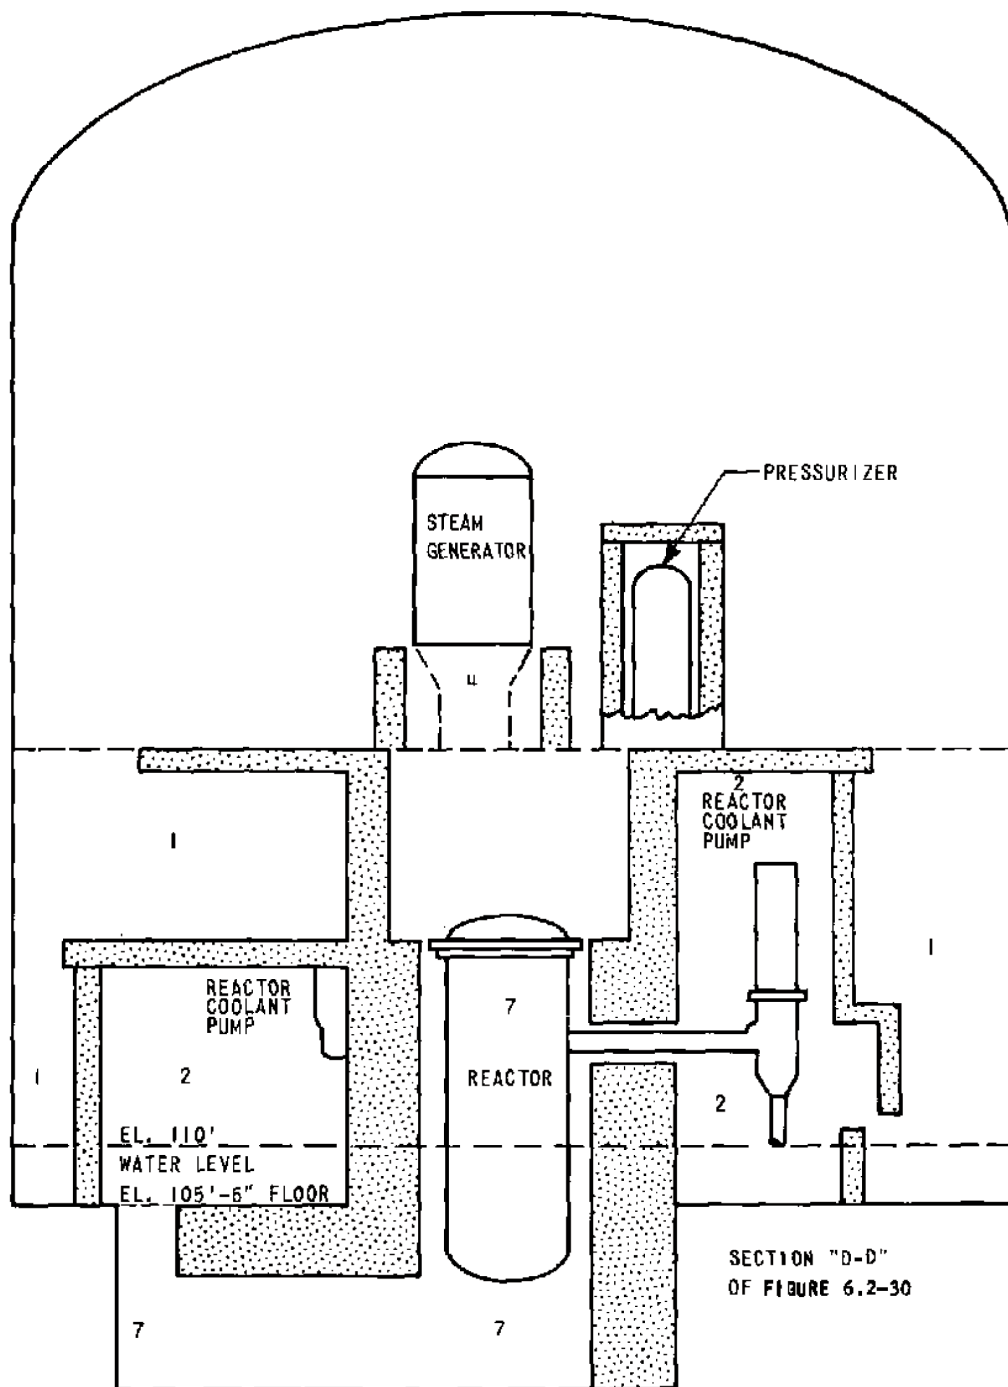 PRESSURIZER
STEAM
GENERATOR
4
2
REACTOR
COOLANT
PUMP
1
1
REACTOR
COOLANT
PUMP
7
1
2
REACTOR
2
EL. 110'
WATER LEVEL
EL. 105'-6" FLOOR
SECTION "D-D"
OF FIGURE 6.2-30
7
7